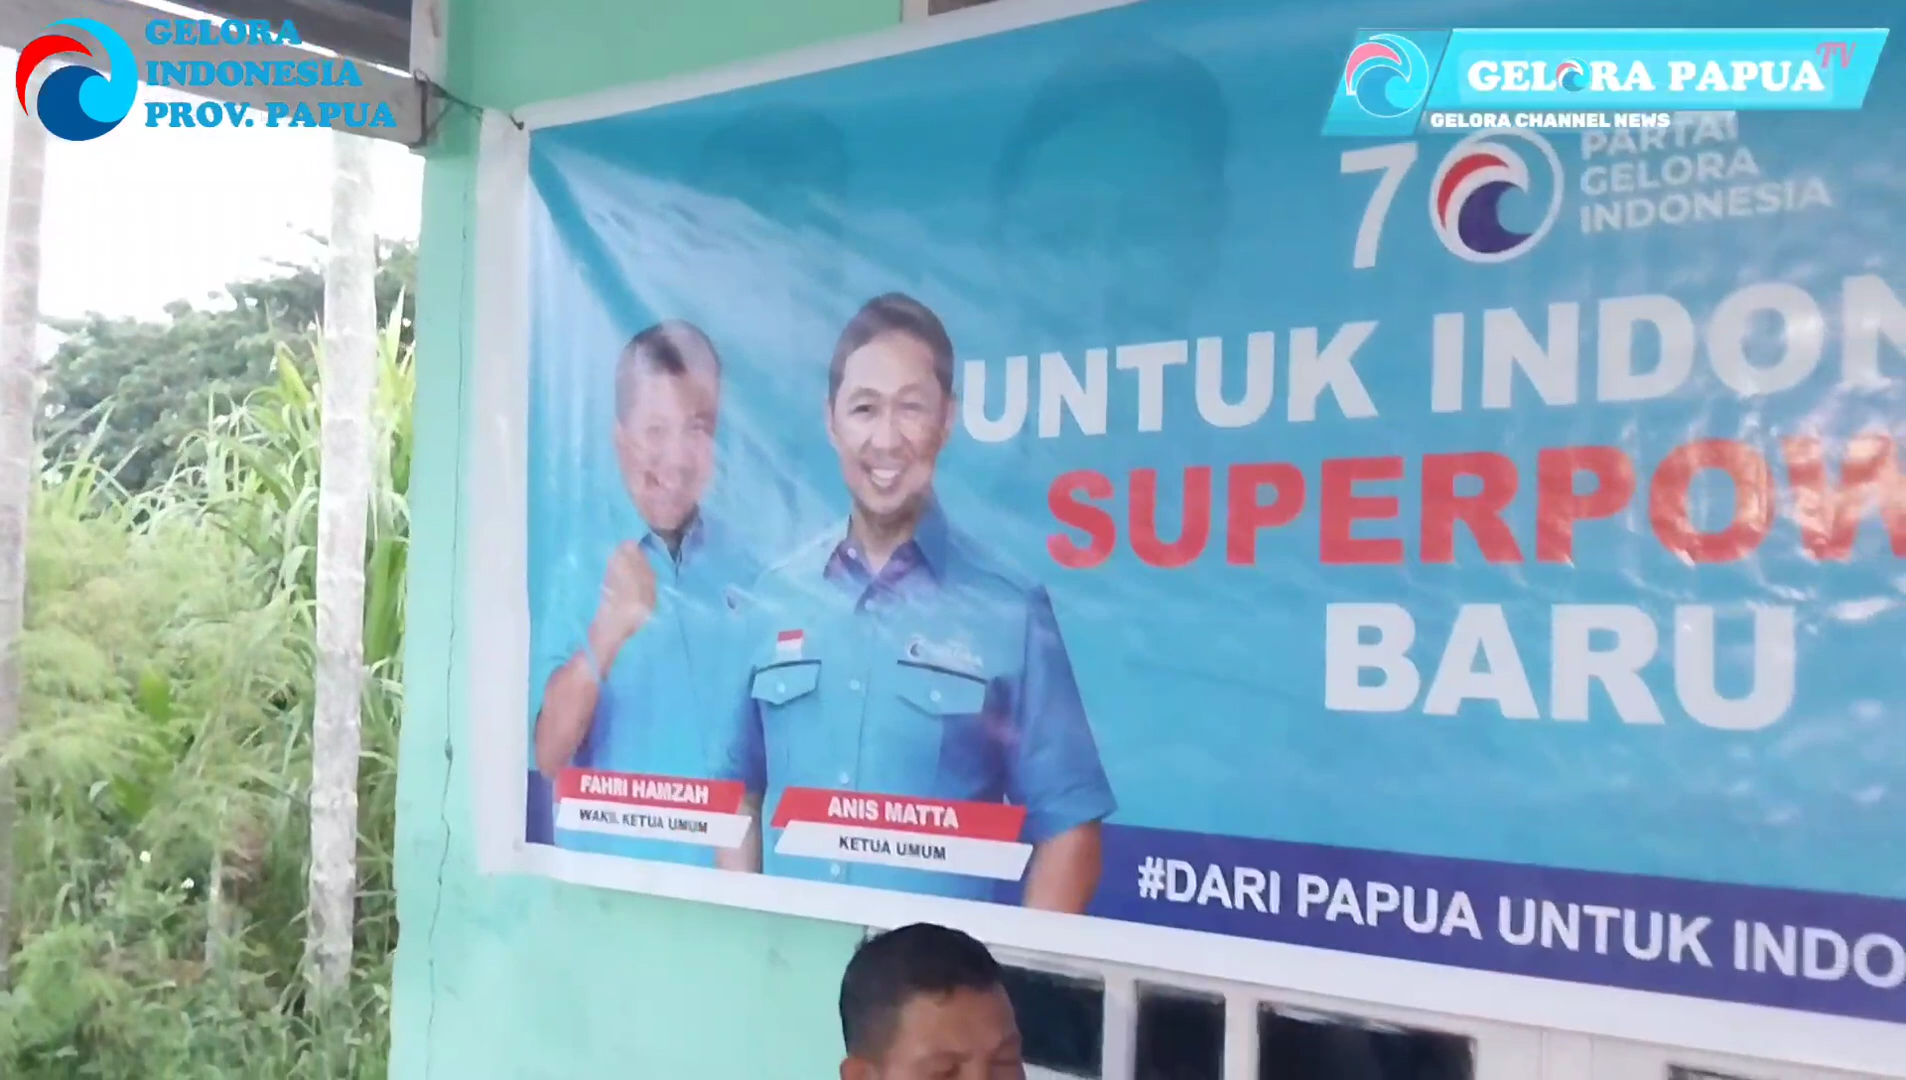 GELORA
INDONESIA
PROV. PAPUA
GELORA PAPUA TV
GELORA CHANNEL NEWS
7
PARTAI
GELORA
INDONESIA
UNTUK INDON
SUPERPOW
BARU
FAHRI HAMZAH
WAKIL KETUA UMUM
ANIS MATTA
KETUA UMUM
#DARI PAPUA UNTUK INDO